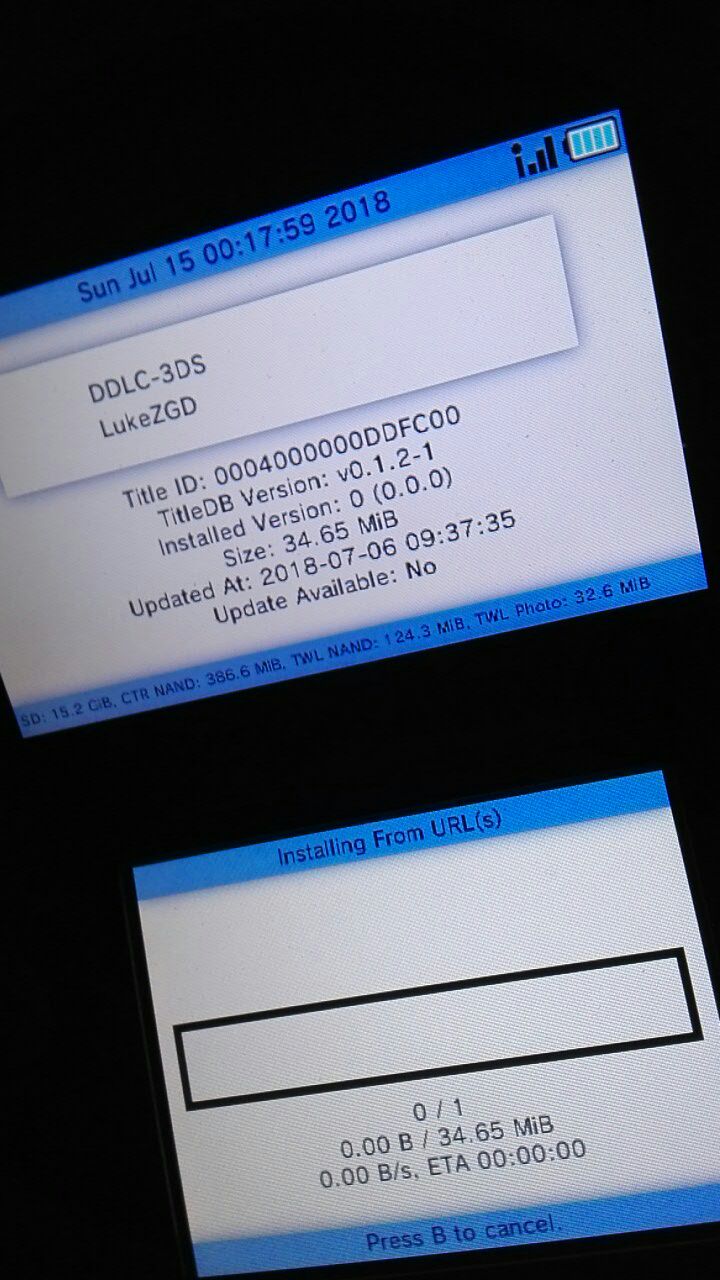 Sun Jul 15 00:17:59 2018
DDLC-3DS
LukeZGD
Title ID: 0004000000DDFC00
TitleDB Version: v0.1.2-1
Installed Version: 0 (0.0.0)
Size: 34.65 MiB
Updated At: 2018-07-06 09:37:35
Update Available: No
SD: 15.2 GiB, CTR NAND: 386.6 MiB, TWL NAND: 124.3 MiB, TWL Photo: 32.6 MiB
Installing From URL(s)
0 / 1
0.00 B / 34.65 MiB
0.00 B/s, ETA 00:00:00
Press B to cancel.